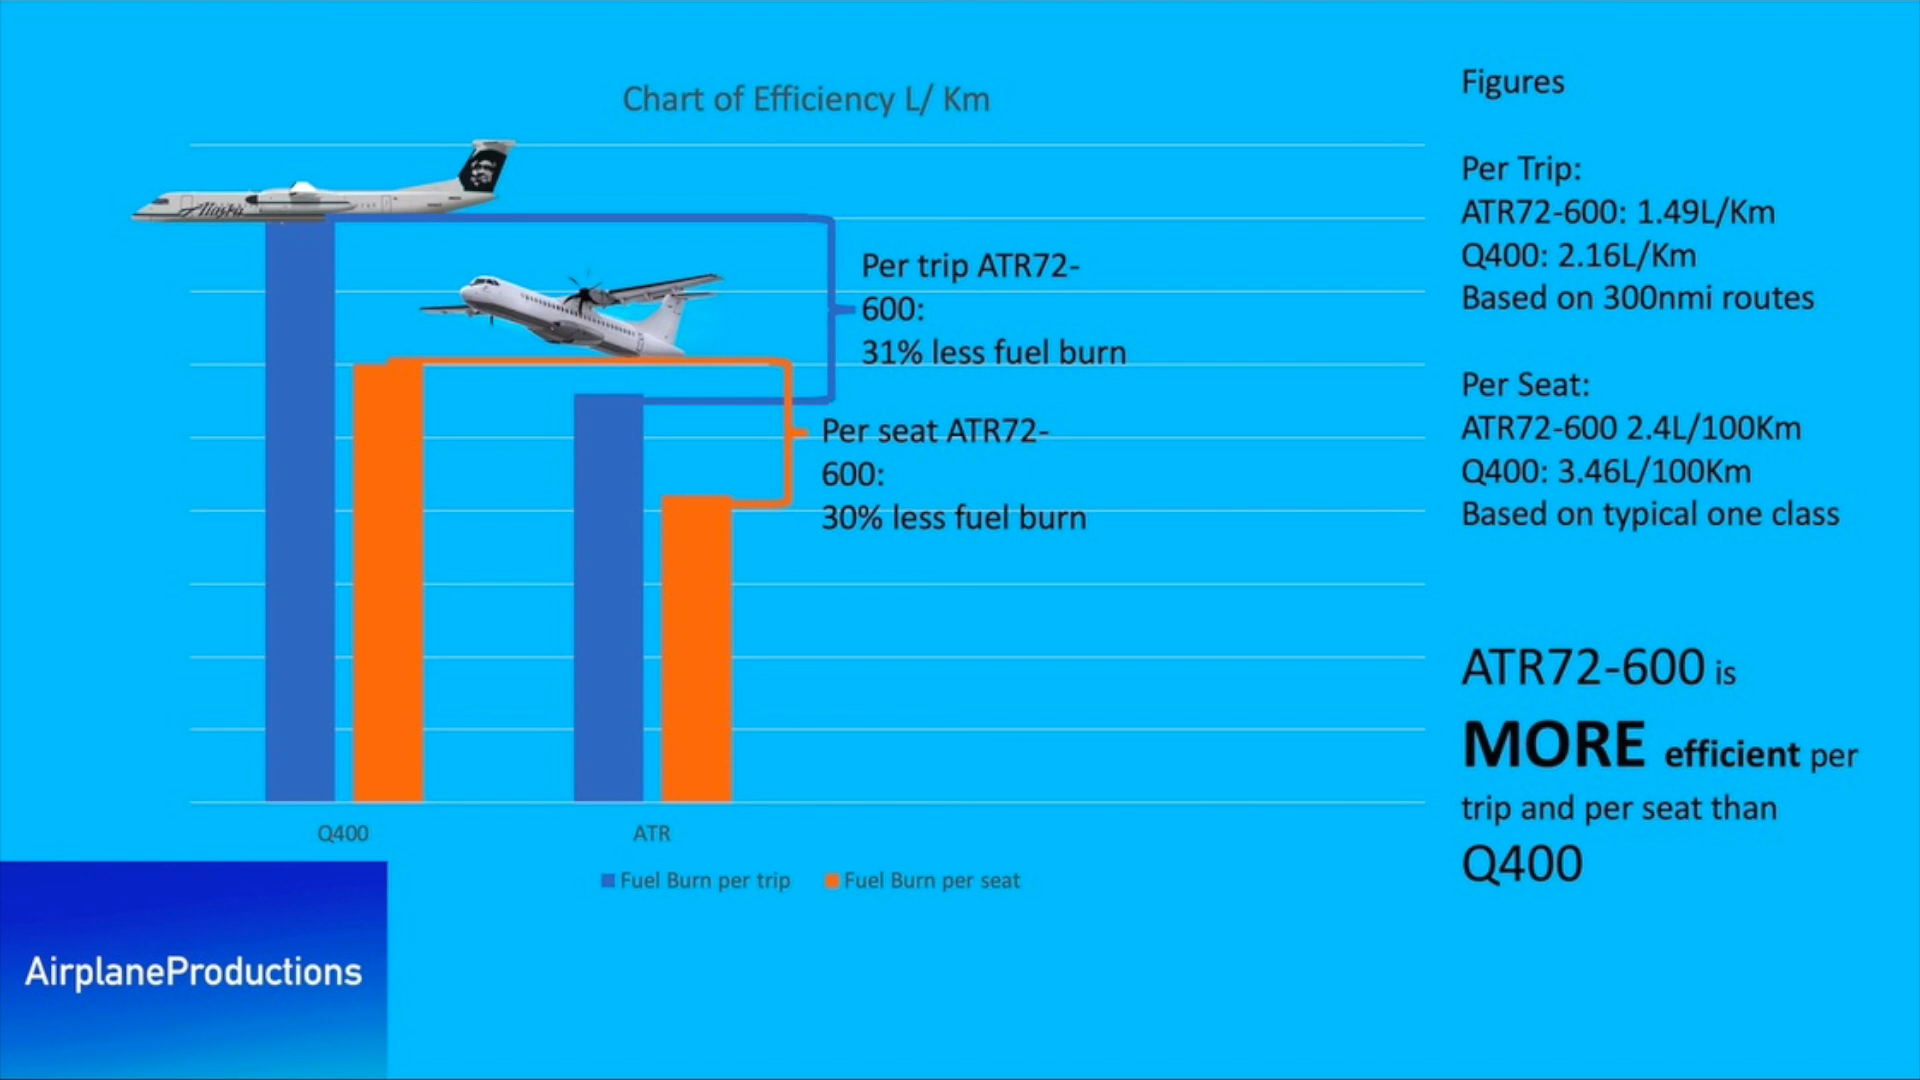 Chart of Efficiency L/ Km
Alaska
Per trip ATR72-
600:
31% less fuel burn
Per seat ATR72-
600:
30% less fuel burn
Q400
ATR
Fuel Burn per trip
Fuel Burn per seat
Figures
Per Trip:
ATR72-600: 1.49L/Km
Q400: 2.16L/Km
Based on 300nmi routes
Per Seat:
ATR72-600 2.4L/100Km
Q400: 3.46L/100Km
Based on typical one class
ATR72-600 is
MORE efficient per
trip and per seat than
Q400
AirplaneProductions